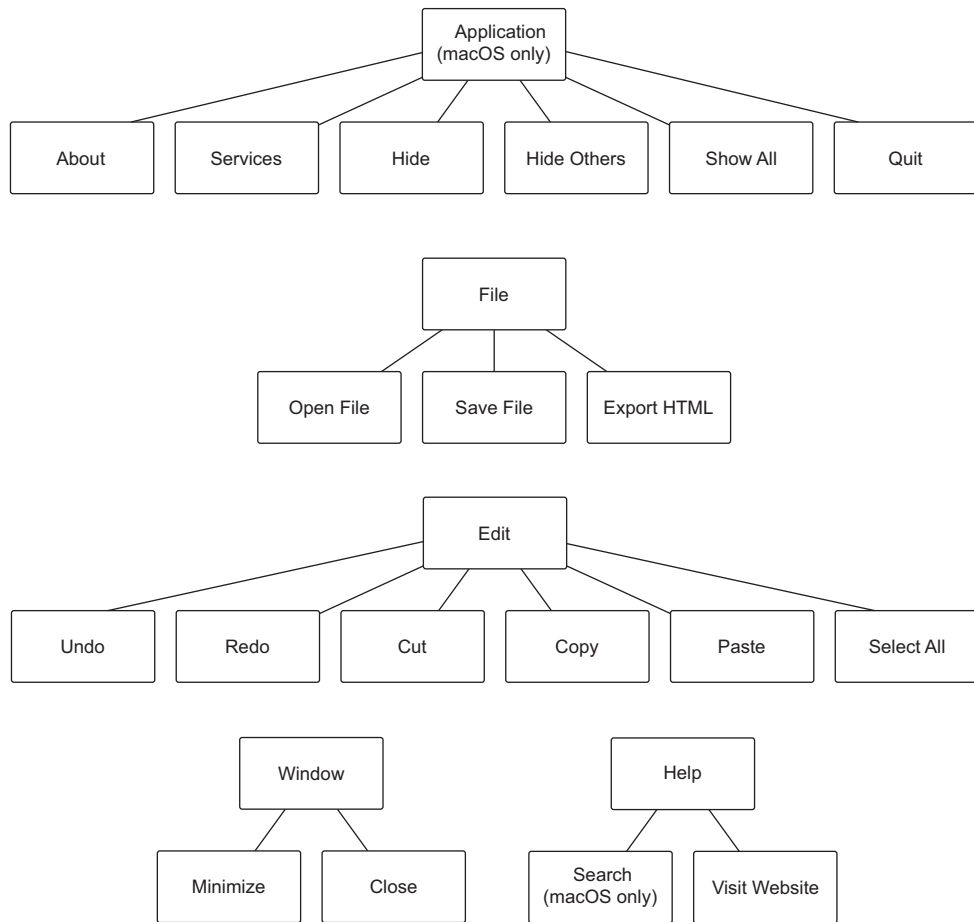 Application
(macOS only)
About
Services
Hide
Hide Others
Show All
Quit
File
Open File
Save File
Export HTML
Edit
Undo
Redo
Cut
Copy
Paste
Select All
Window
Help
Minimize
Close
Search
(macOS only)
Visit Website